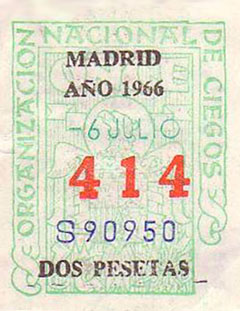 ORGANIZACION NACIONAL DE CIEGOS
MADRID
AÑO 1966
-6 JULIO
414
S90950
DOS PESETAS